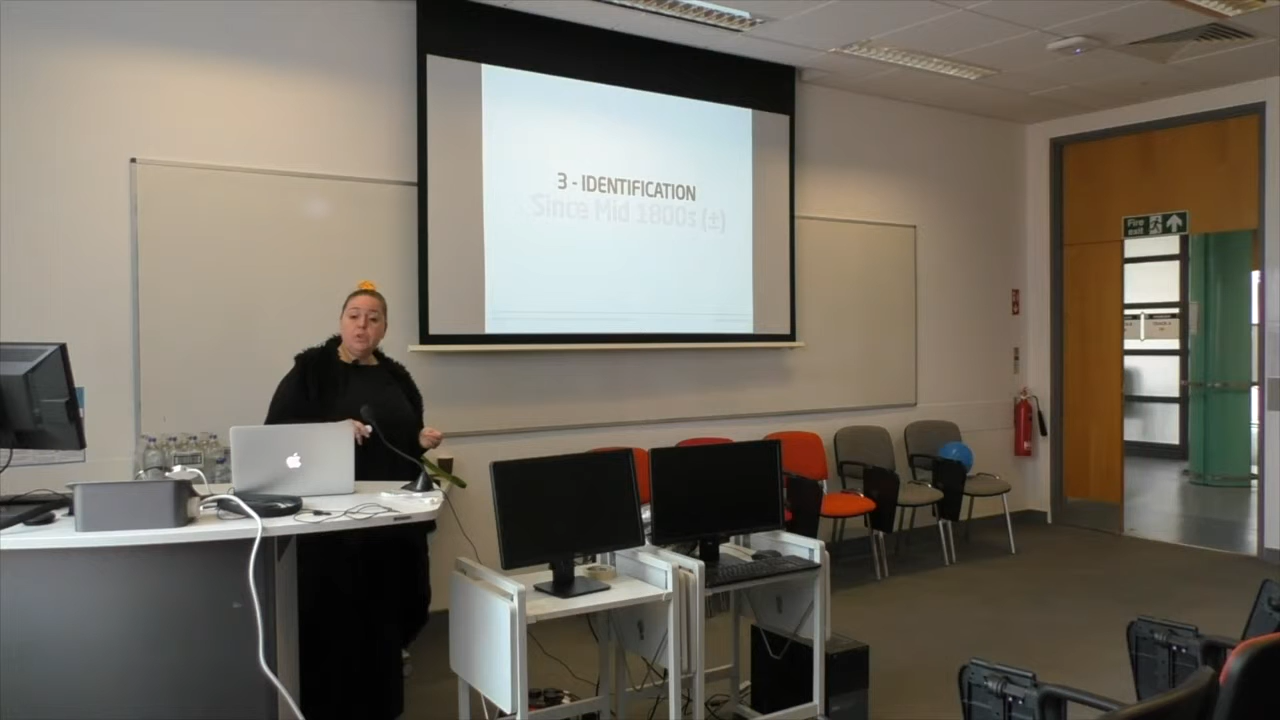 3 - IDENTIFICATION
Since Mid 1800s (±)
Fire
exit